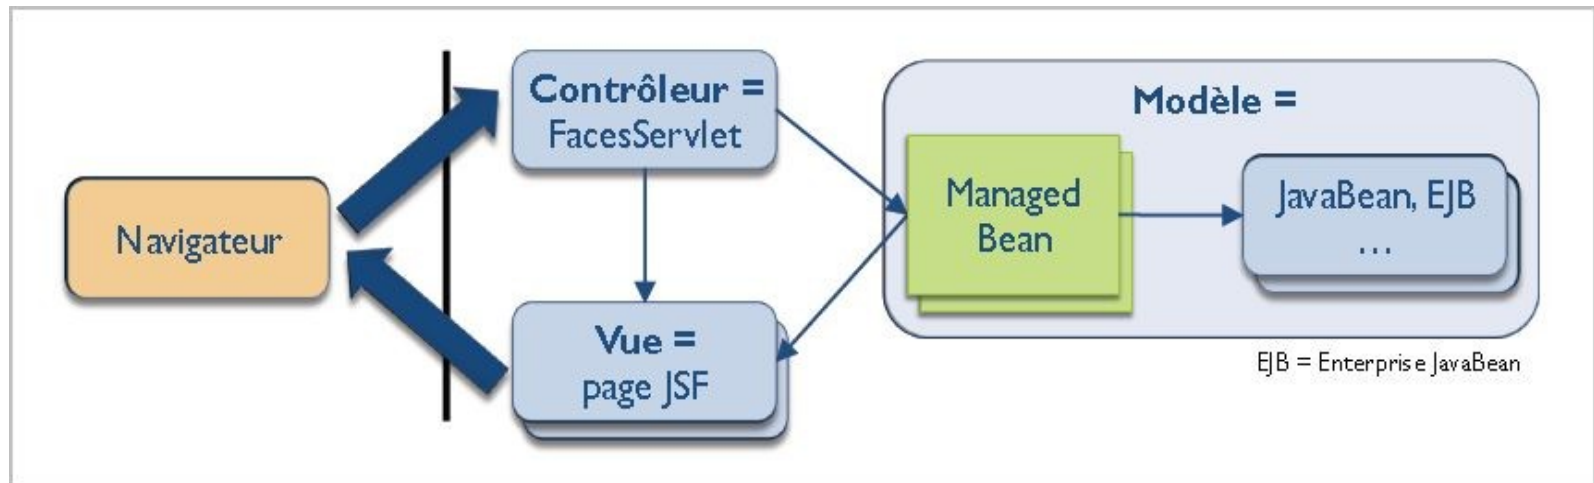 Navigateur
Contrôleur =
FacesServlet
Vue =
page JSF
Modèle =
Managed
Bean
JavaBean, EJB
...
EJB = Enterprise JavaBean